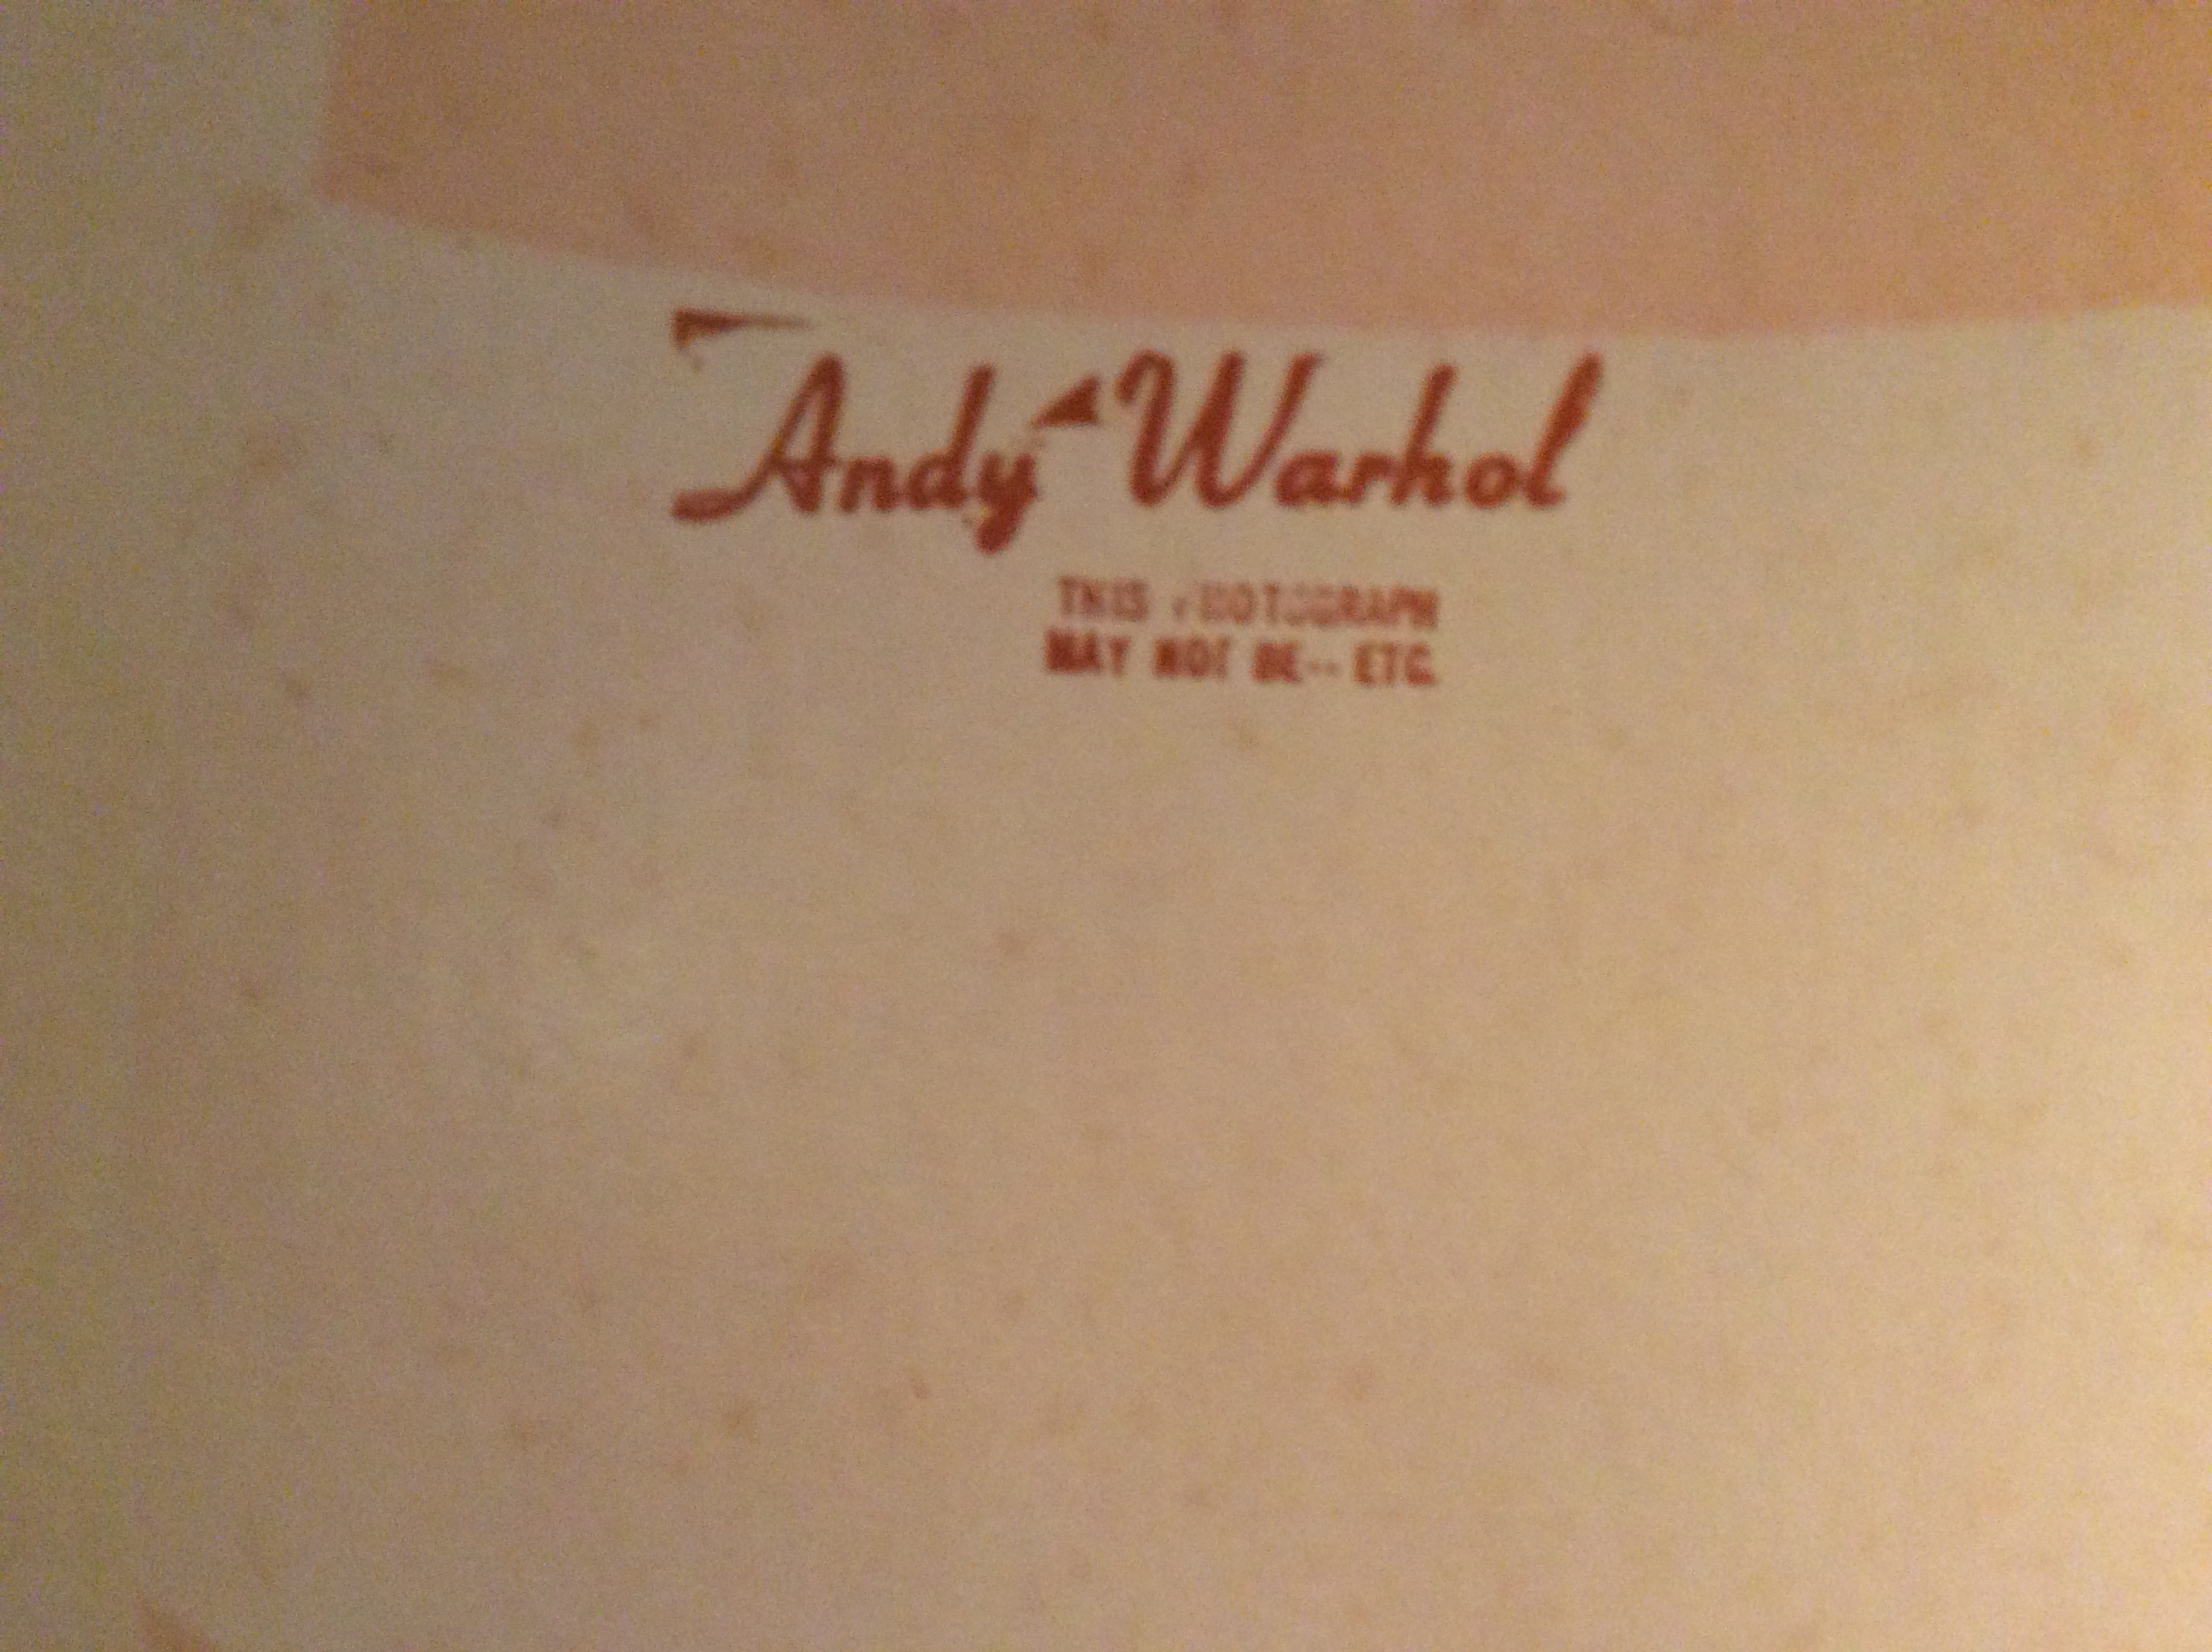 Andy Warhol
THIS PHOTOGRAPH
MAY NOT BE-- ETC.